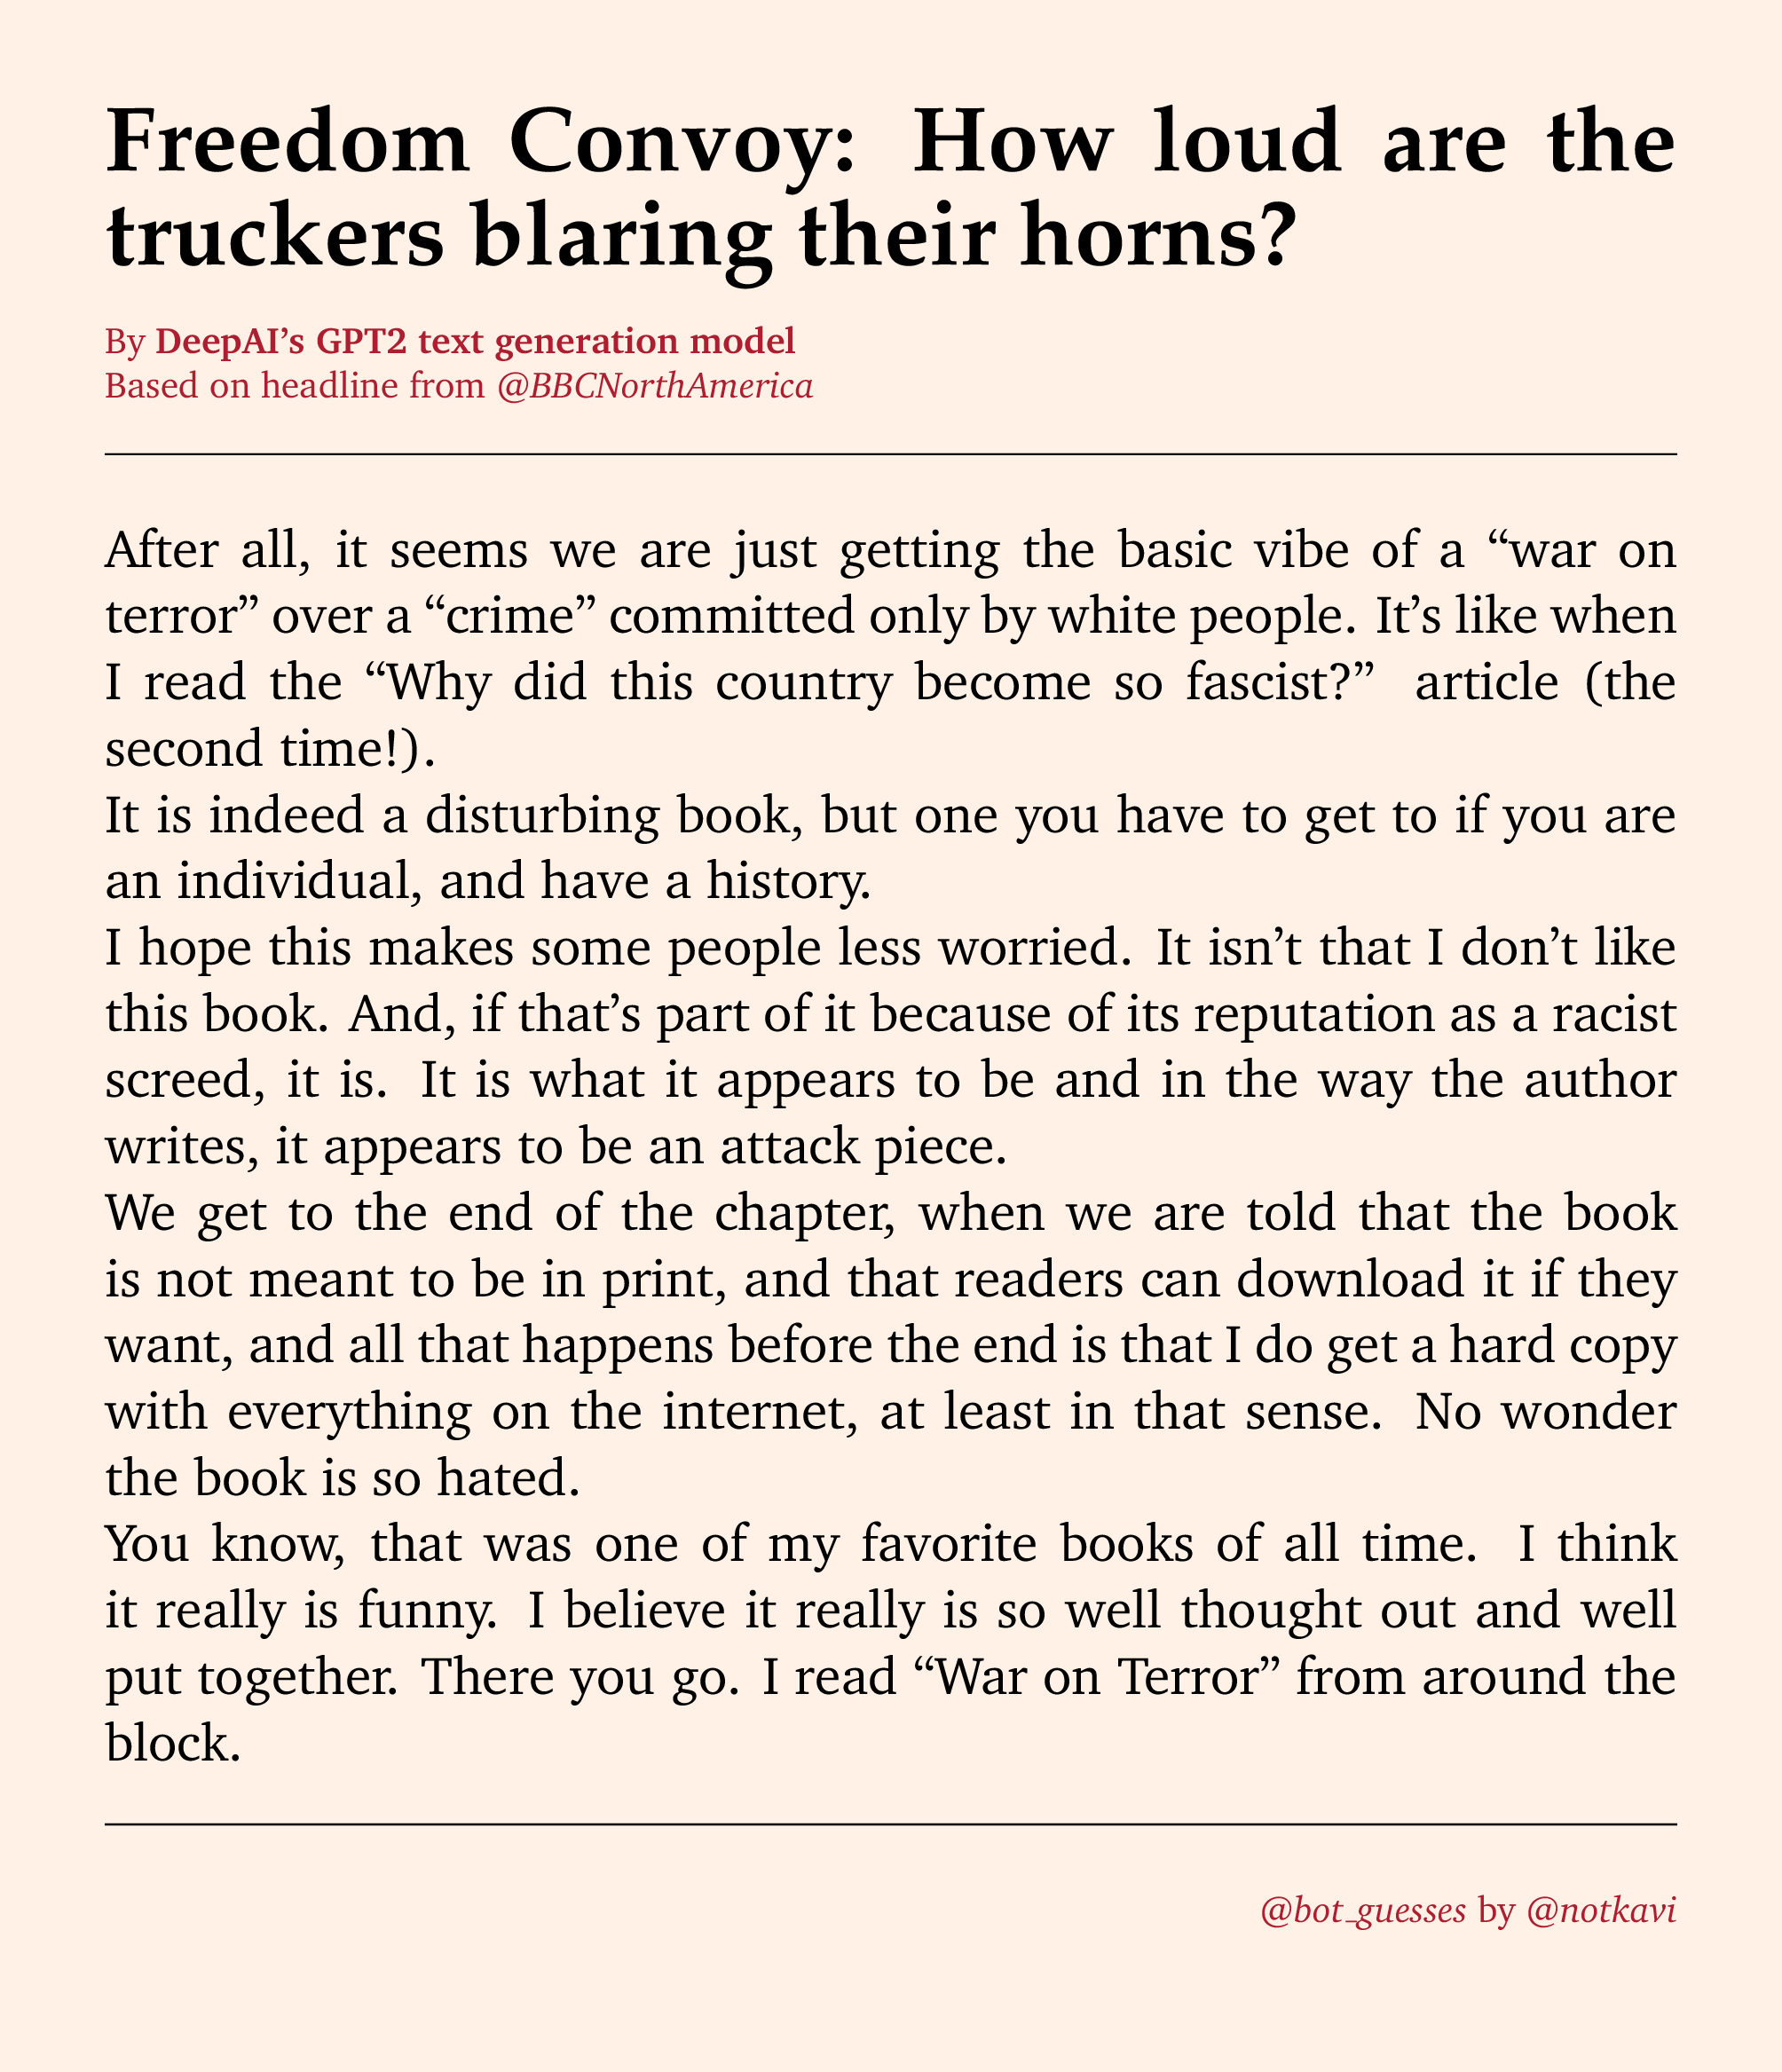 Freedom Convoy: How loud are the
truckers blaring their horns?
By DeepAI’s GPT2 text generation model
Based on headline from @BBCNorthAmerica
After all, it seems we are just getting the basic vibe of a “war on
terror” over a “crime” committed only by white people. It’s like when
I read the “Why did this country become so fascist?” article (the
second time!).
It is indeed a disturbing book, but one you have to get to if you are
an individual, and have a history.
I hope this makes some people less worried. It isn’t that I don’t like
this book. And, if that’s part of it because of its reputation as a racist
screed, it is. It is what it appears to be and in the way the author
writes, it appears to be an attack piece.
We get to the end of the chapter, when we are told that the book
is not meant to be in print, and that readers can download it if they
want, and all that happens before the end is that I do get a hard copy
with everything on the internet, at least in that sense. No wonder
the book is so hated.
You know, that was one of my favorite books of all time. I think
it really is funny. I believe it really is so well thought out and well
put together. There you go. I read “War on Terror” from around the
block.
@bot_guesses by @notkavi